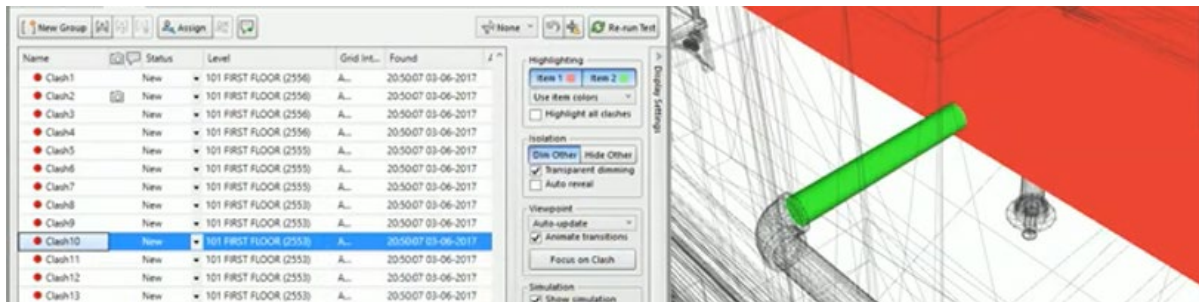 New Group Assign None Re-run Test
Name Status Level Grid Int... Found
Clash1 New 101 FIRST FLOOR (2556) A... 20:50:07 03-06-2017
Clash2 New 101 FIRST FLOOR (2556) A... 20:50:07 03-06-2017
Clash3 New 101 FIRST FLOOR (2556) A... 20:50:07 03-06-2017
Clash4 New 101 FIRST FLOOR (2556) A... 20:50:07 03-06-2017
Clash5 New 101 FIRST FLOOR (2555) A... 20:50:07 03-06-2017
Clash6 New 101 FIRST FLOOR (2555) A... 20:50:07 03-06-2017
Clash7 New 101 FIRST FLOOR (2555) A... 20:50:07 03-06-2017
Clash8 New 101 FIRST FLOOR (2553) A... 20:50:07 03-06-2017
Clash9 New 101 FIRST FLOOR (2553) A... 20:50:07 03-06-2017
Clash10 New 101 FIRST FLOOR (2553) A... 20:50:07 03-06-2017
Clash11 New 101 FIRST FLOOR (2553) A... 20:50:07 03-06-2017
Clash12 New 101 FIRST FLOOR (2553) A... 20:50:07 03-06-2017
Clash13 New 101 FIRST FLOOR (2553) A... 20:50:07 03-06-2017
Highlighting
Item 1 Item 2
Use item colors
Highlight all clashes
Isolation
Dim Other Hide Other
Transparent dimming
Auto reveal
Viewpoint
Auto-update
Animate transitions
Focus on Clash
Simulation
Show simulation
Display Settings